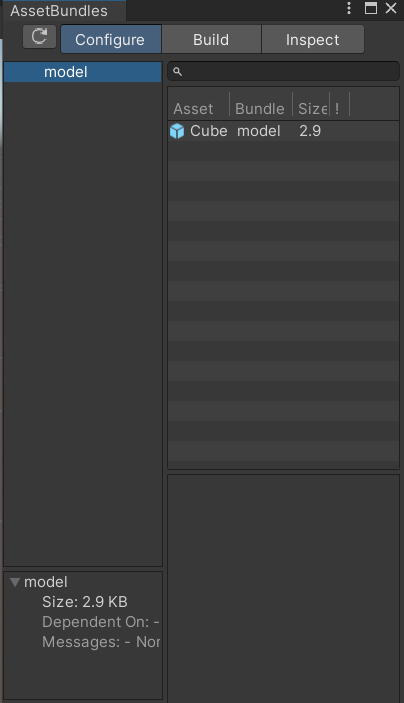 AssetBundles
Configure Build Inspect
model
Asset Bundle Size !
Cube model 2.9
model
Size: 2.9 KB
Dependent On: -
Messages: - Nor